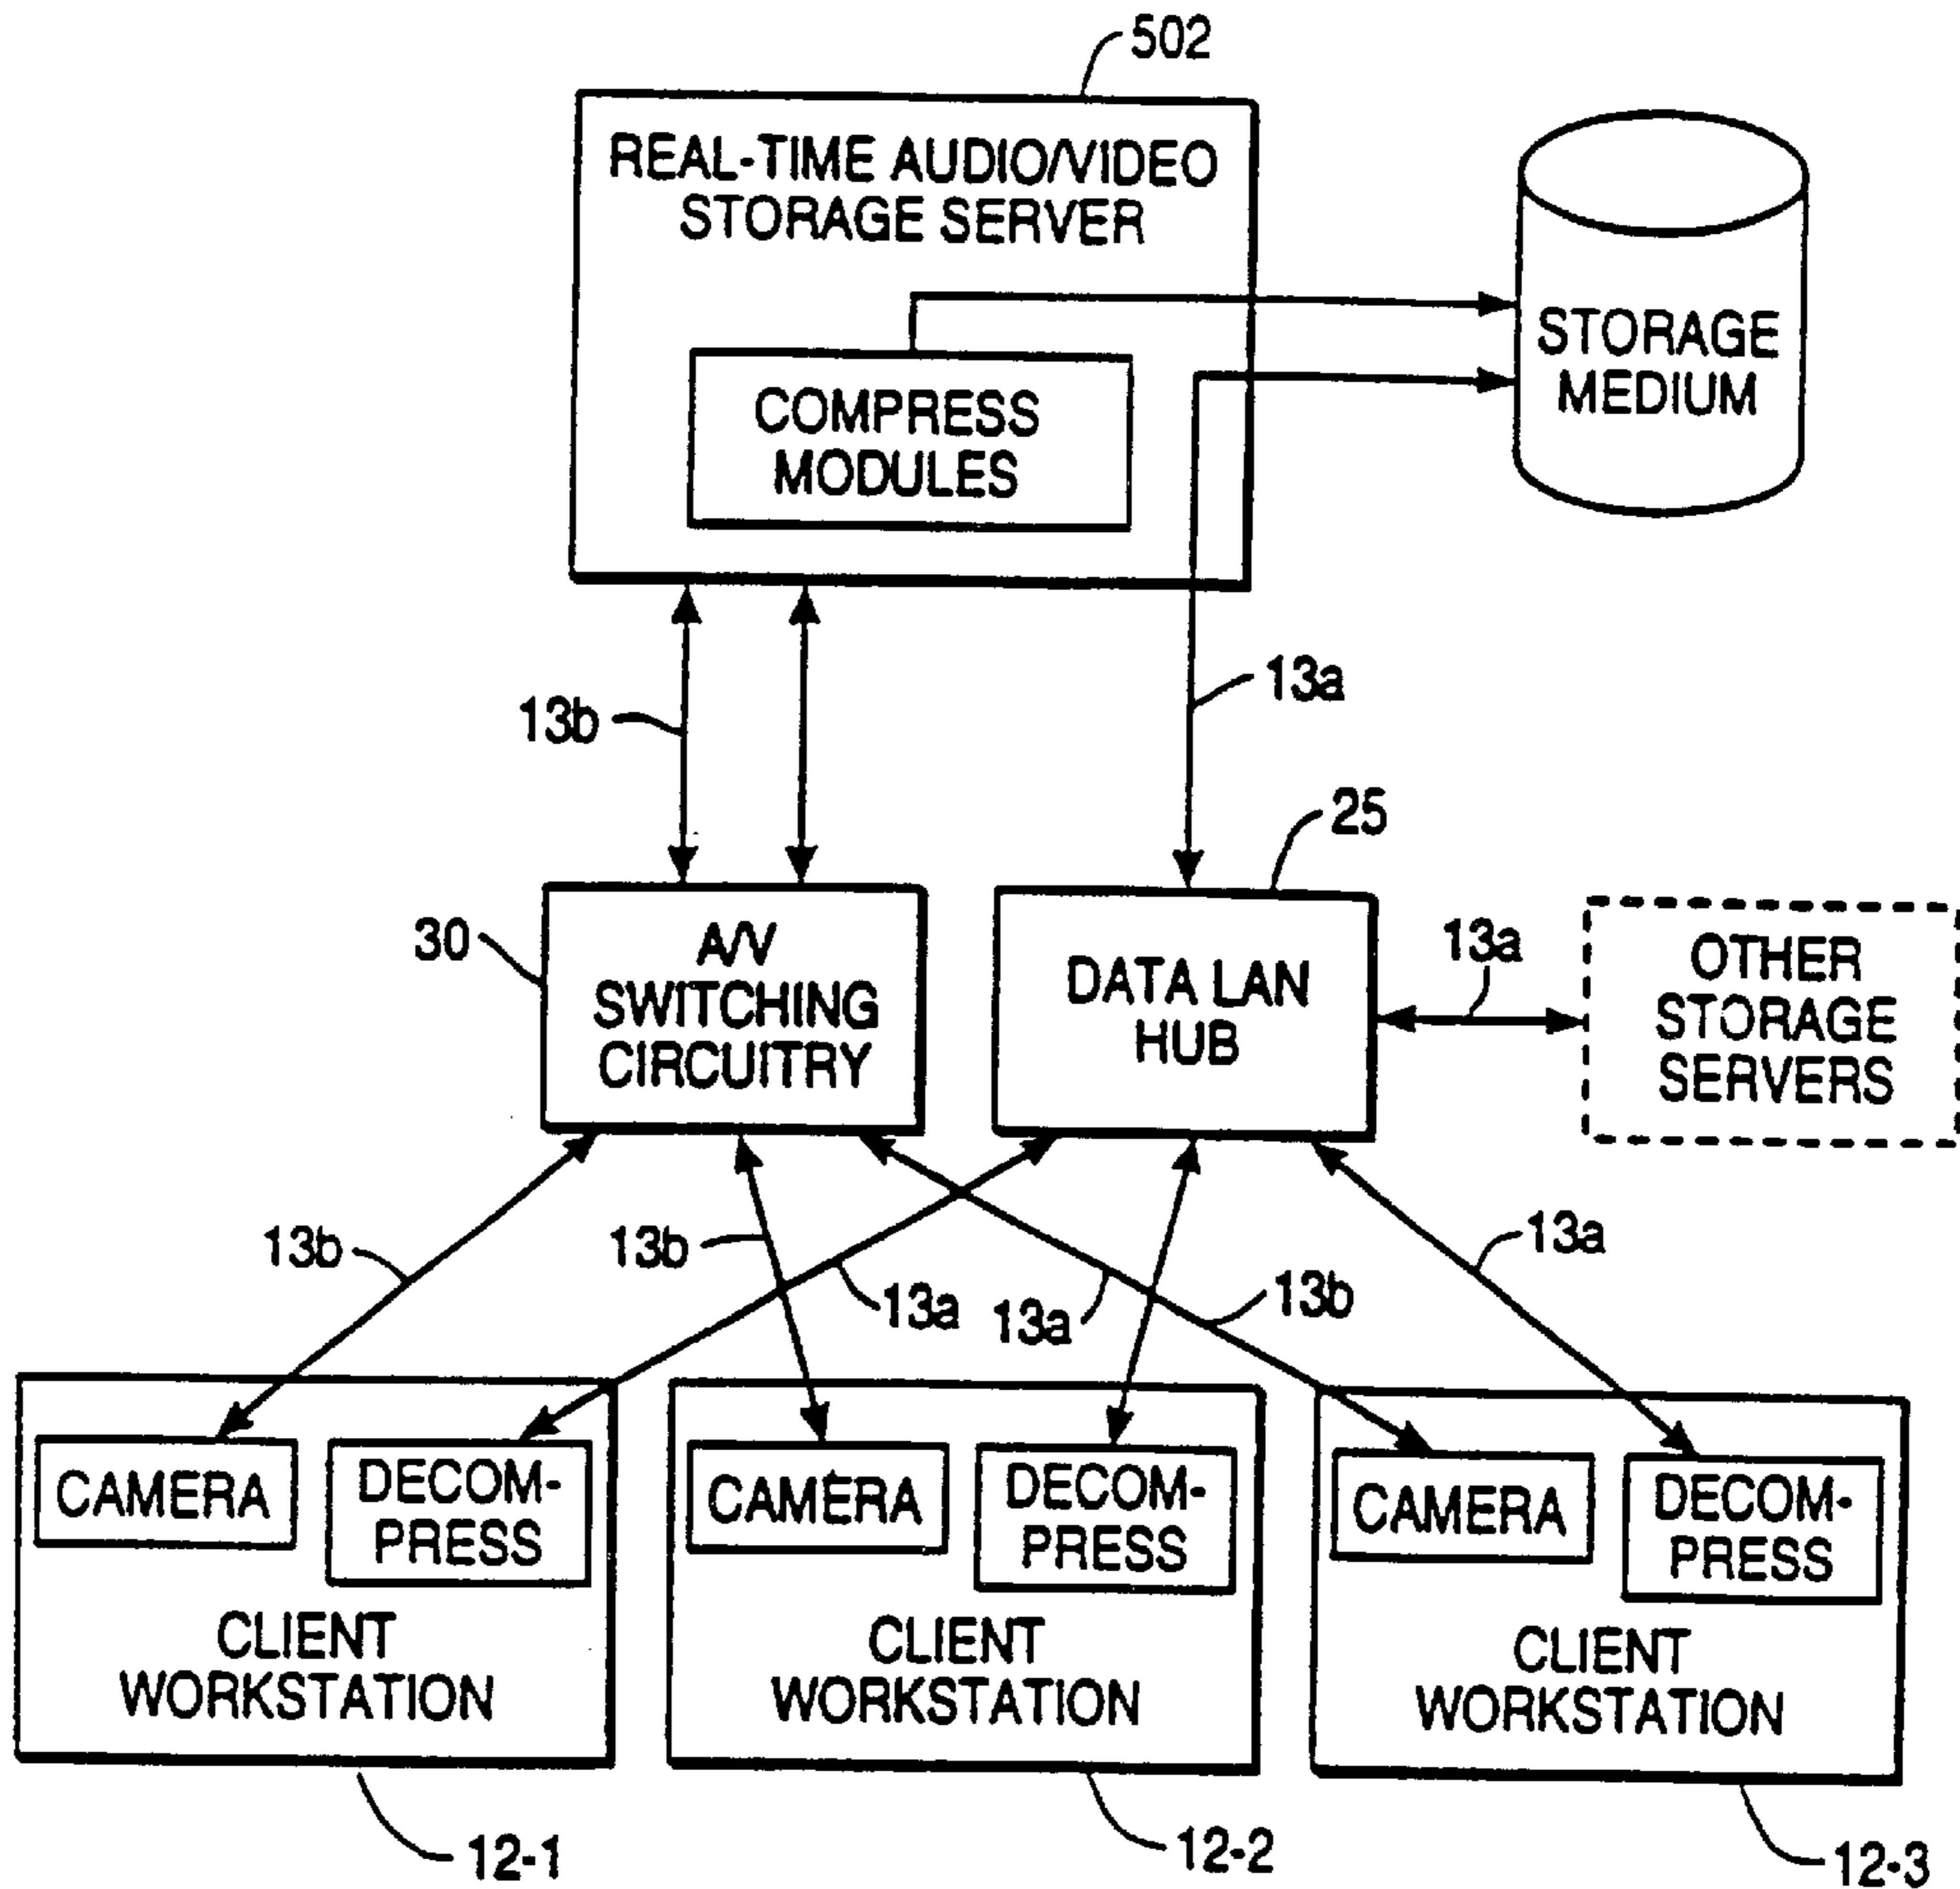 502
REAL-TIME AUDIO/VIDEO
STORAGE SERVER
COMPRESS
MODULES
STORAGE
MEDIUM
13b
13a
25
30
A/V
SWITCHING
CIRCUITRY
DATA LAN
HUB
13a
OTHER
STORAGE
SERVERS
13b
13b
13a
13a
13b
13a
CAMERA
DECOM-
PRESS
CLIENT
WORKSTATION
CAMERA
DECOM-
PRESS
CLIENT
WORKSTATION
CAMERA
DECOM-
PRESS
CLIENT
WORKSTATION
12-1
12-2
12-3